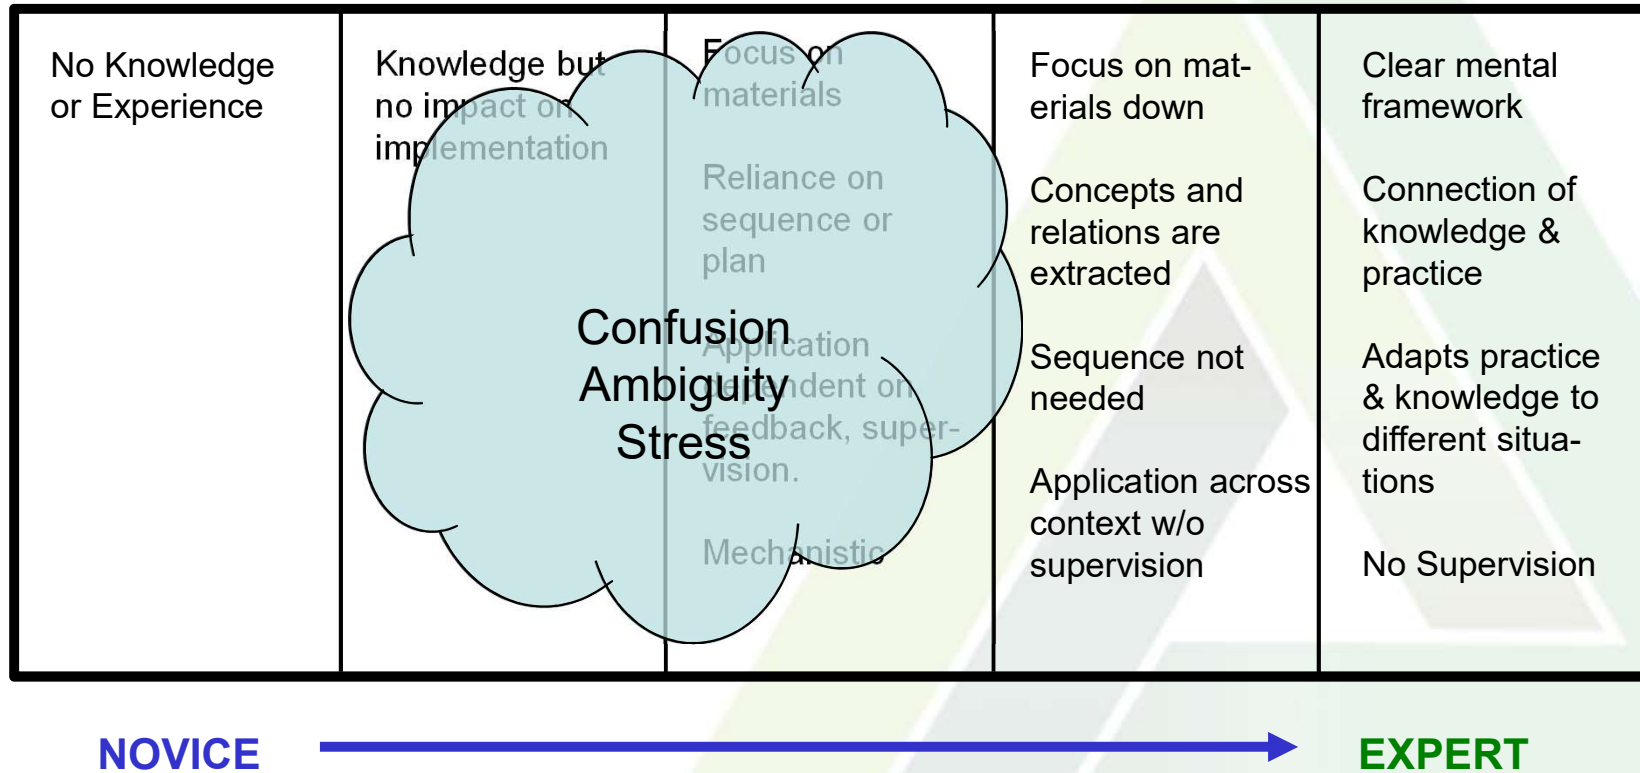 No Knowledge
or Experience
Knowledge but
no impact on
implementation
Focus on
materials
Reliance on
sequence or
plan
Application
dependent on
feedback, super-
vision.
Mechanistic
Confusion
Ambiguity
Stress
Focus on mat-
erials down
Concepts and
relations are
extracted
Sequence not
needed
Application across
context w/o
supervision
Clear mental
framework
Connection of
knowledge &
practice
Adapts practice
& knowledge to
different situa-
tions
No Supervision
NOVICE
EXPERT